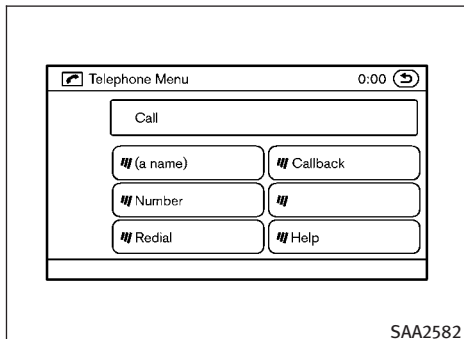 Telephone Menu 0:00
Call
(a name) Callback
Number
Redial Help
SAA2582